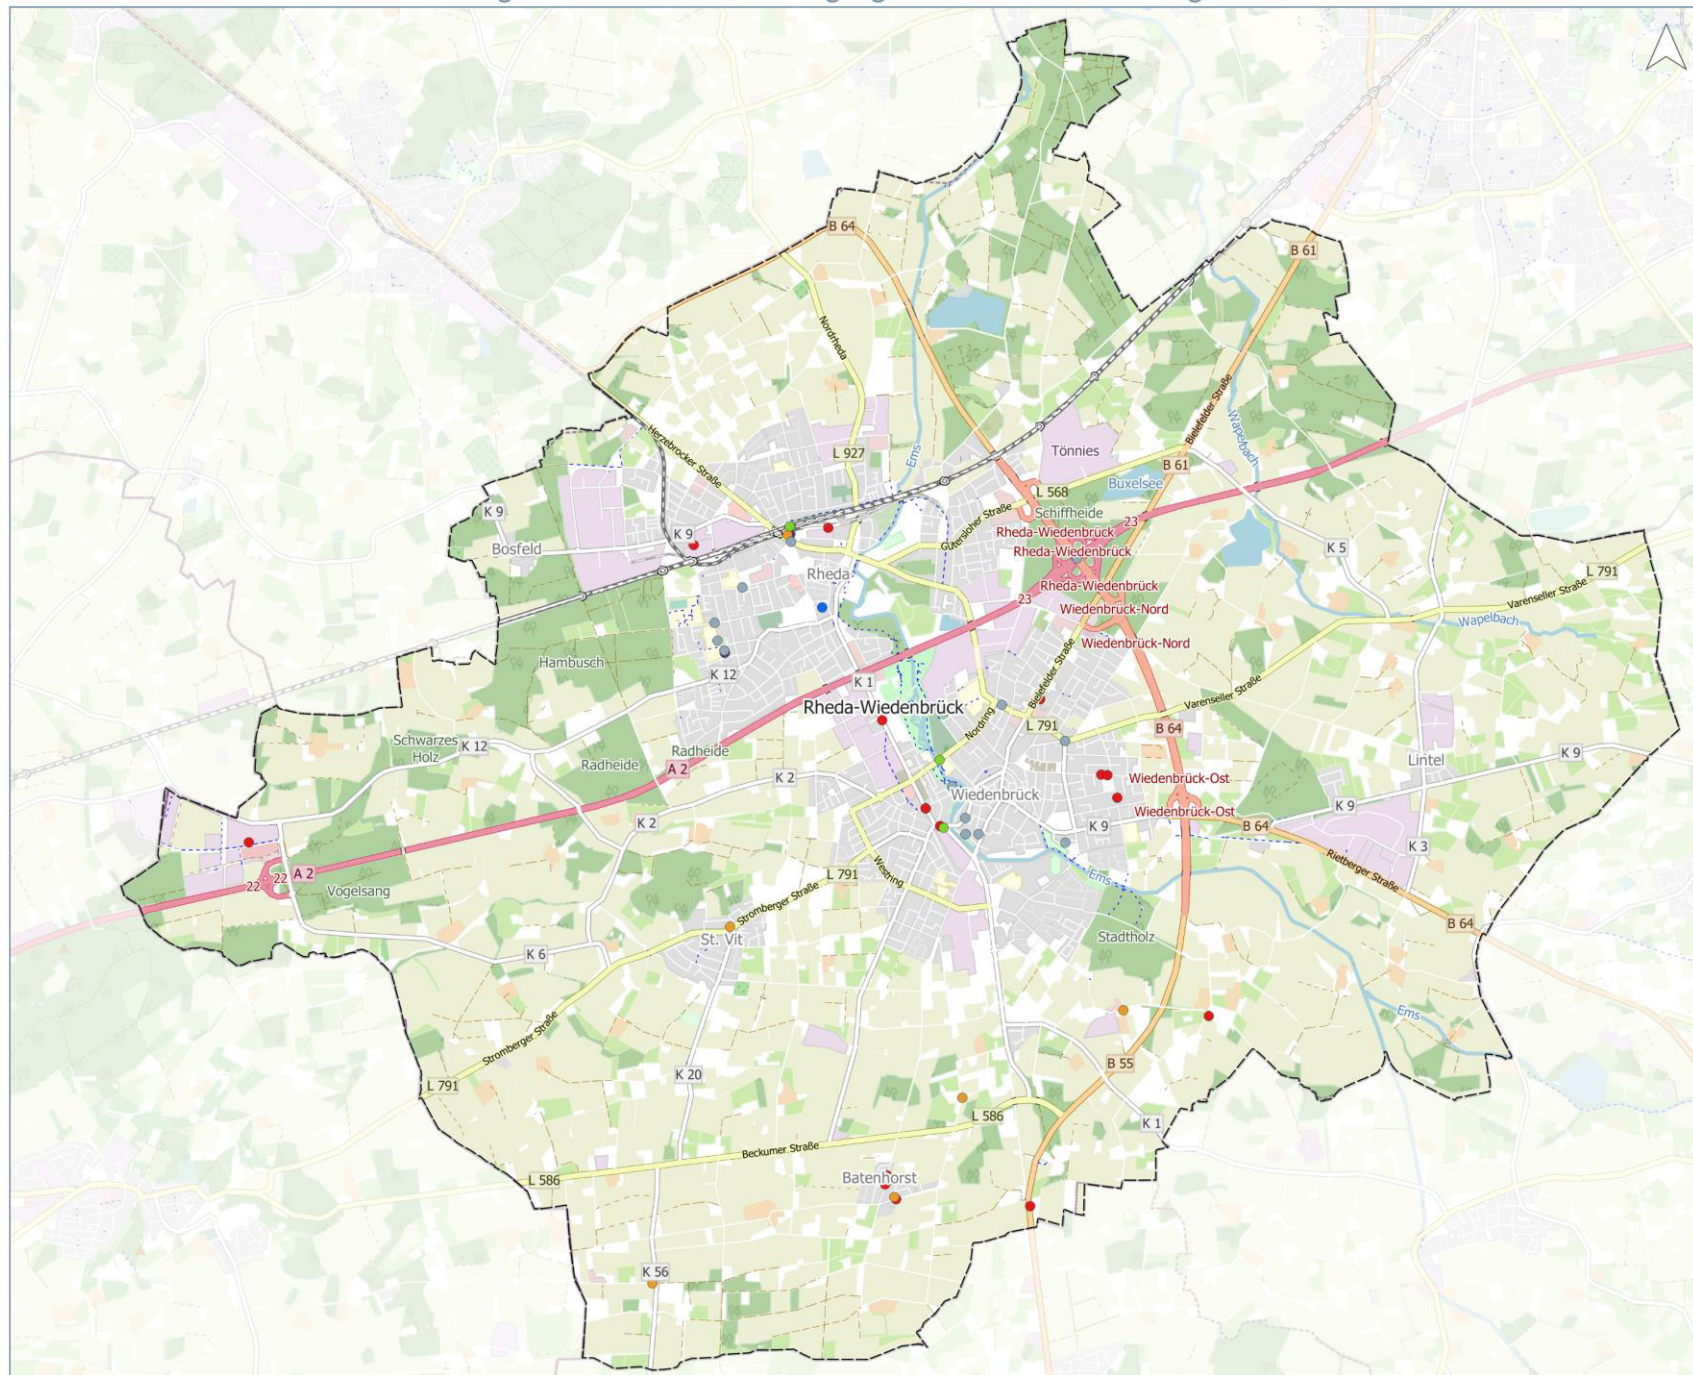 B 64
B 61
Nordrheda
Ems
Wapelbach
Bielefelder Straße
Herzebrocker Straße
L 927
Tönnies
B 61
Buxelsee
L 568
Schiffheide
K 9
Gütersloher Straße
23
Rheda-Wiedenbrück
K 9
Bosfeld
Rheda-Wiedenbrück
K 5
L 791
Rheda
Rheda-Wiedenbrück
23
Wiedenbrück-Nord
Varenseller Straße
Wapelbach
Wiedenbrück-Nord
Hambusch
K 12
K 1
Bielefelder Straße
Rheda-Wiedenbrück
Varenseller Straße
Nordring
L 791
B 64
Schwarzes
Holz
K 12
Radheide
Radheide
A 2
K 9
Lintel
K 2
Wiedenbrück-Ost
Wiedenbrück
K 9
Wiedenbrück-Ost
K 2
K 9
B 64
K 3
A 2
22
22
Vogelsang
L 791
Westring
Ems
Rietberger Straße
Stromberger Straße
St. Vit
Stadtholz
B 64
K 6
Ems
Stromberger Straße
B 55
K 20
L 791
L 586
K 1
Beckumer Straße
L 586
Batenhorst
K 56